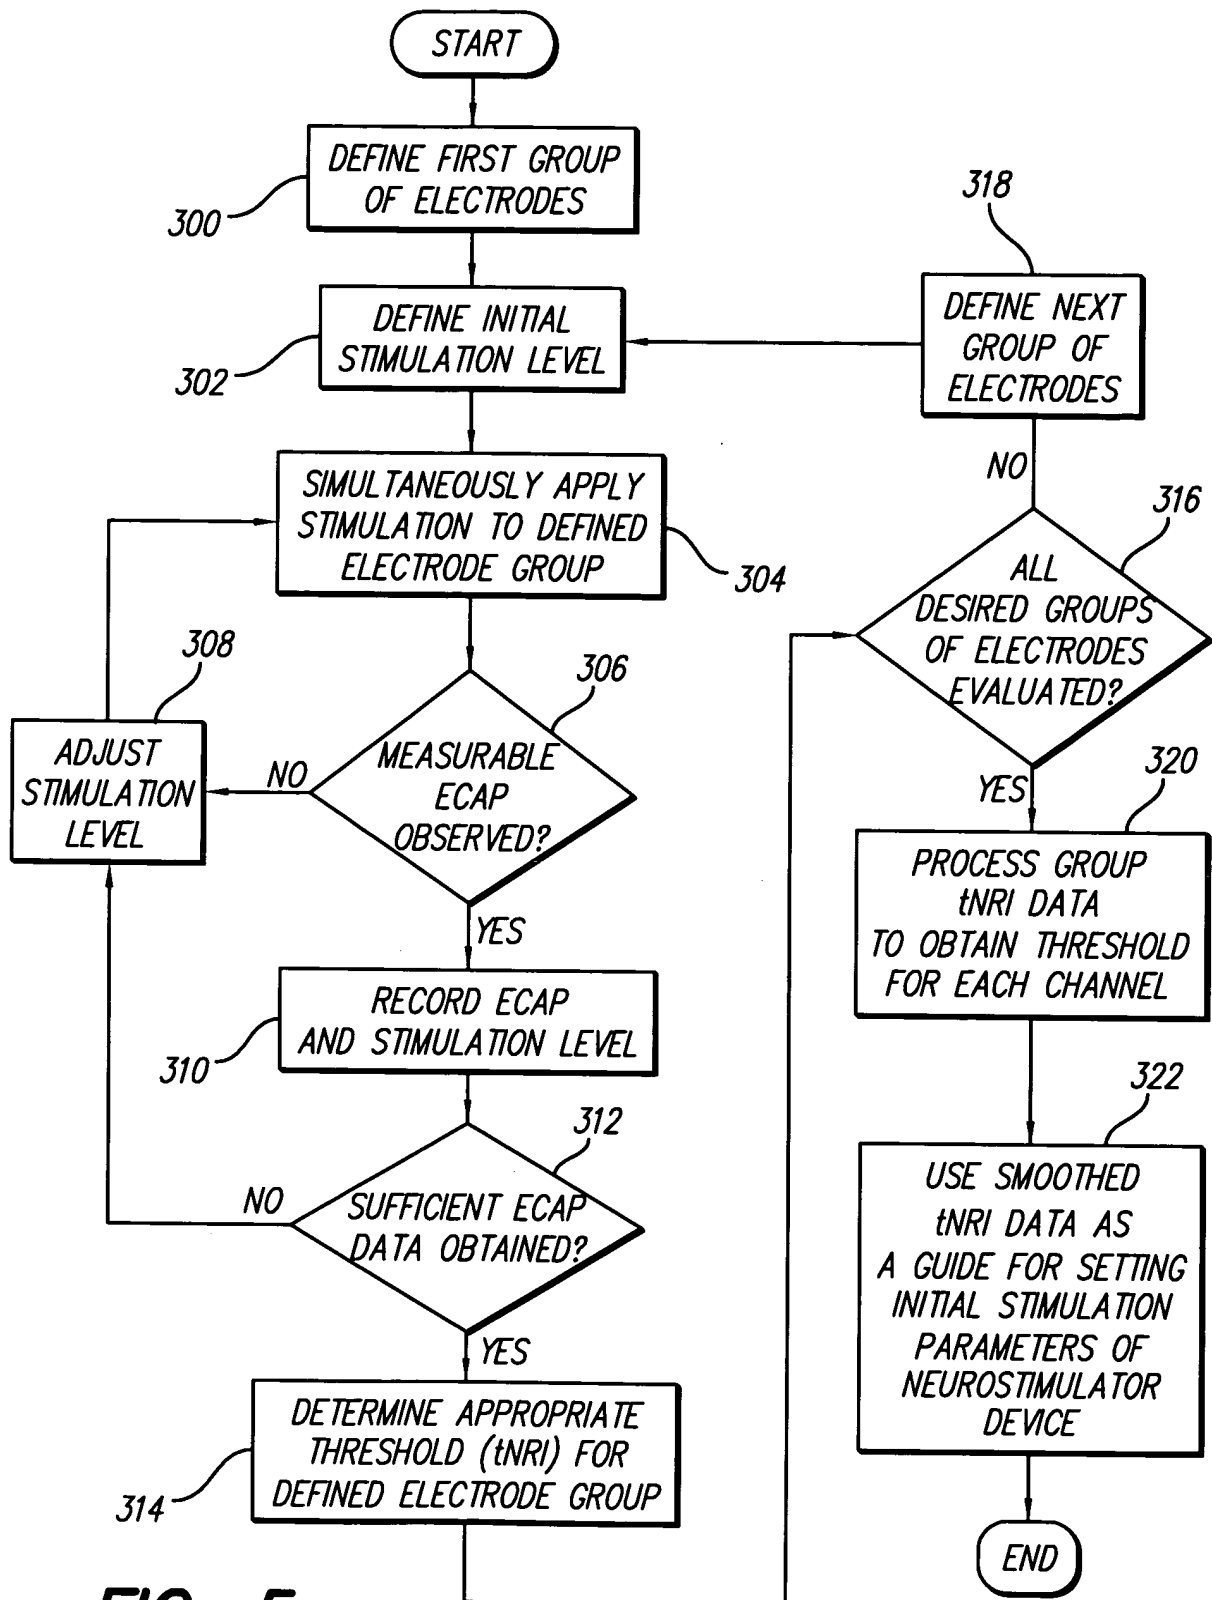 START
DEFINE FIRST GROUP
OF ELECTRODES
300
DEFINE INITIAL
STIMULATION LEVEL
302
SIMULTANEOUSLY APPLY
STIMULATION TO DEFINED
ELECTRODE GROUP
304
306
MEASURABLE
ECAP
OBSERVED?
NO
308
ADJUST
STIMULATION
LEVEL
YES
RECORD ECAP
AND STIMULATION LEVEL
310
312
SUFFICIENT ECAP
DATA OBTAINED?
NO
YES
DETERMINE APPROPRIATE
THRESHOLD (tNRI) FOR
DEFINED ELECTRODE GROUP
314
318
DEFINE NEXT
GROUP OF
ELECTRODES
NO
316
ALL
DESIRED GROUPS
OF ELECTRODES
EVALUATED?
YES
320
PROCESS GROUP
tNRI DATA
TO OBTAIN THRESHOLD
FOR EACH CHANNEL
322
USE SMOOTHED
tNRI DATA AS
A GUIDE FOR SETTING
INITIAL STIMULATION
PARAMETERS OF
NEUROSTIMULATOR
DEVICE
END